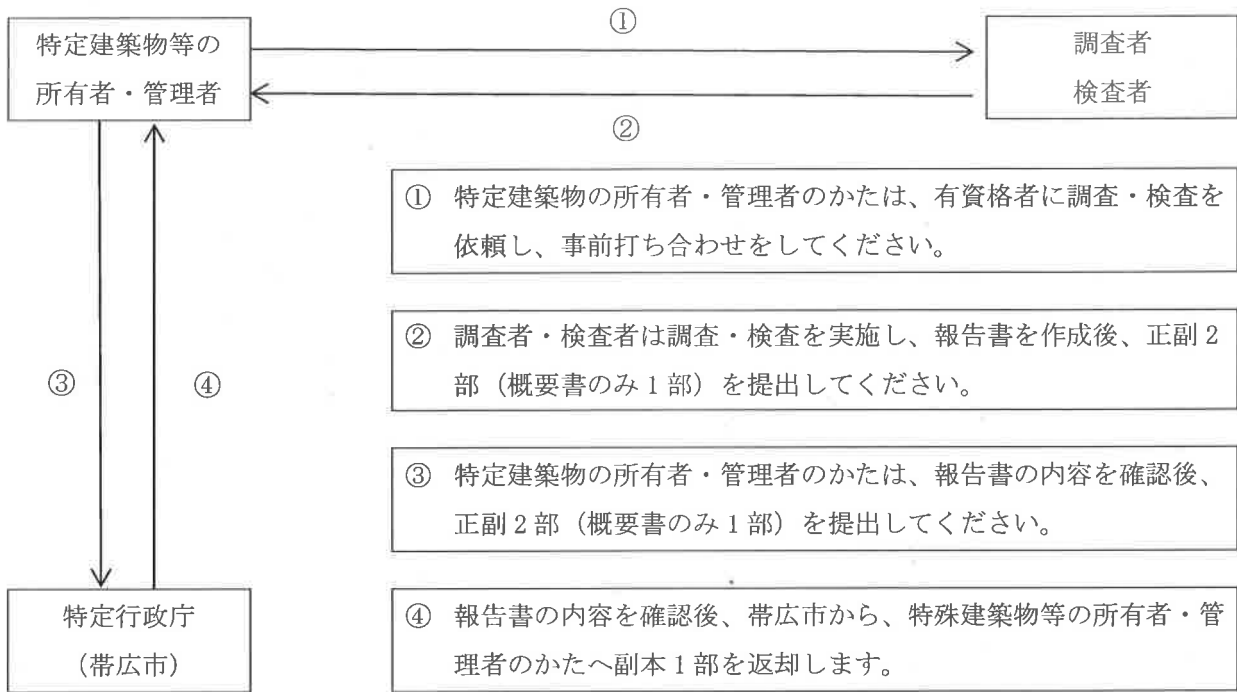 ①
特定建築物等の
所有者・管理者
調査者
検査者
②
① 特定建築物の所有者・管理者のかたは、有資格者に調査・検査を
依頼し、事前打ち合わせをしてください。
② 調査者・検査者は調査・検査を実施し、報告書を作成後、正副2
部（概要書のみ1部）を提出してください。
③
④
③ 特定建築物の所有者・管理者のかたは、報告書の内容を確認後、
正副2部（概要書のみ1部）を提出してください。
特定行政庁
（帯広市）
④ 報告書の内容を確認後、帯広市から、特殊建築物等の所有者・管
理者のかたへ副本1部を返却します。